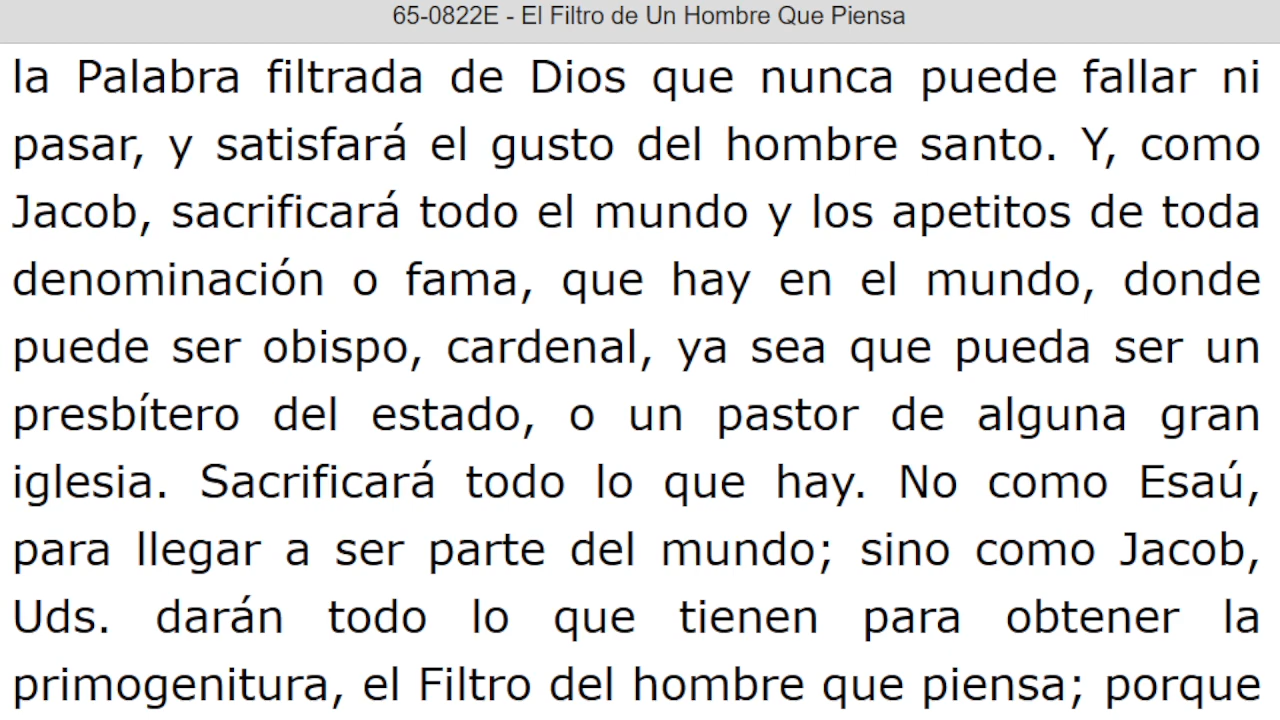 65-0822E - El Filtro de Un Hombre Que Piensa
la Palabra filtrada de Dios que nunca puede fallar ni
pasar, y satisfará el gusto del hombre santo. Y, como
Jacob, sacrificará todo el mundo y los apetitos de toda
denominación o fama, que hay en el mundo, donde
puede ser obispo, cardenal, ya sea que pueda ser un
presbítero del estado, o un pastor de alguna gran
iglesia. Sacrificará todo lo que hay. No como Esaú,
para llegar a ser parte del mundo; sino como Jacob,
Uds. darán todo lo que tienen para obtener la
primogenitura, el Filtro del hombre que piensa; porque